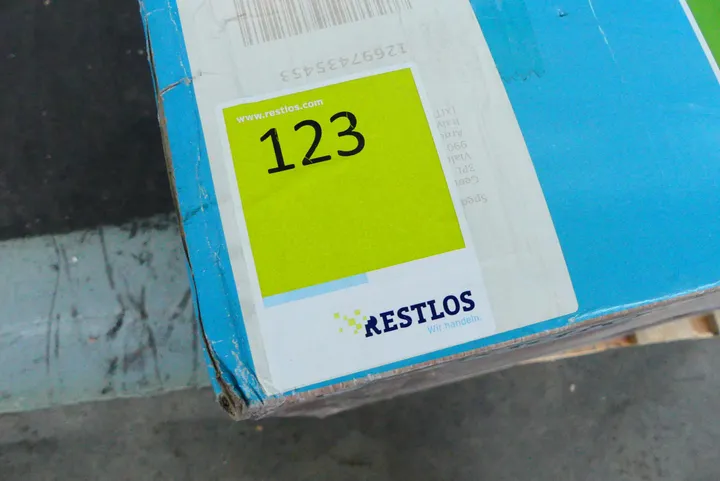 12697435453
www.restlos.com
123
RESTLOS
Wir handeln.